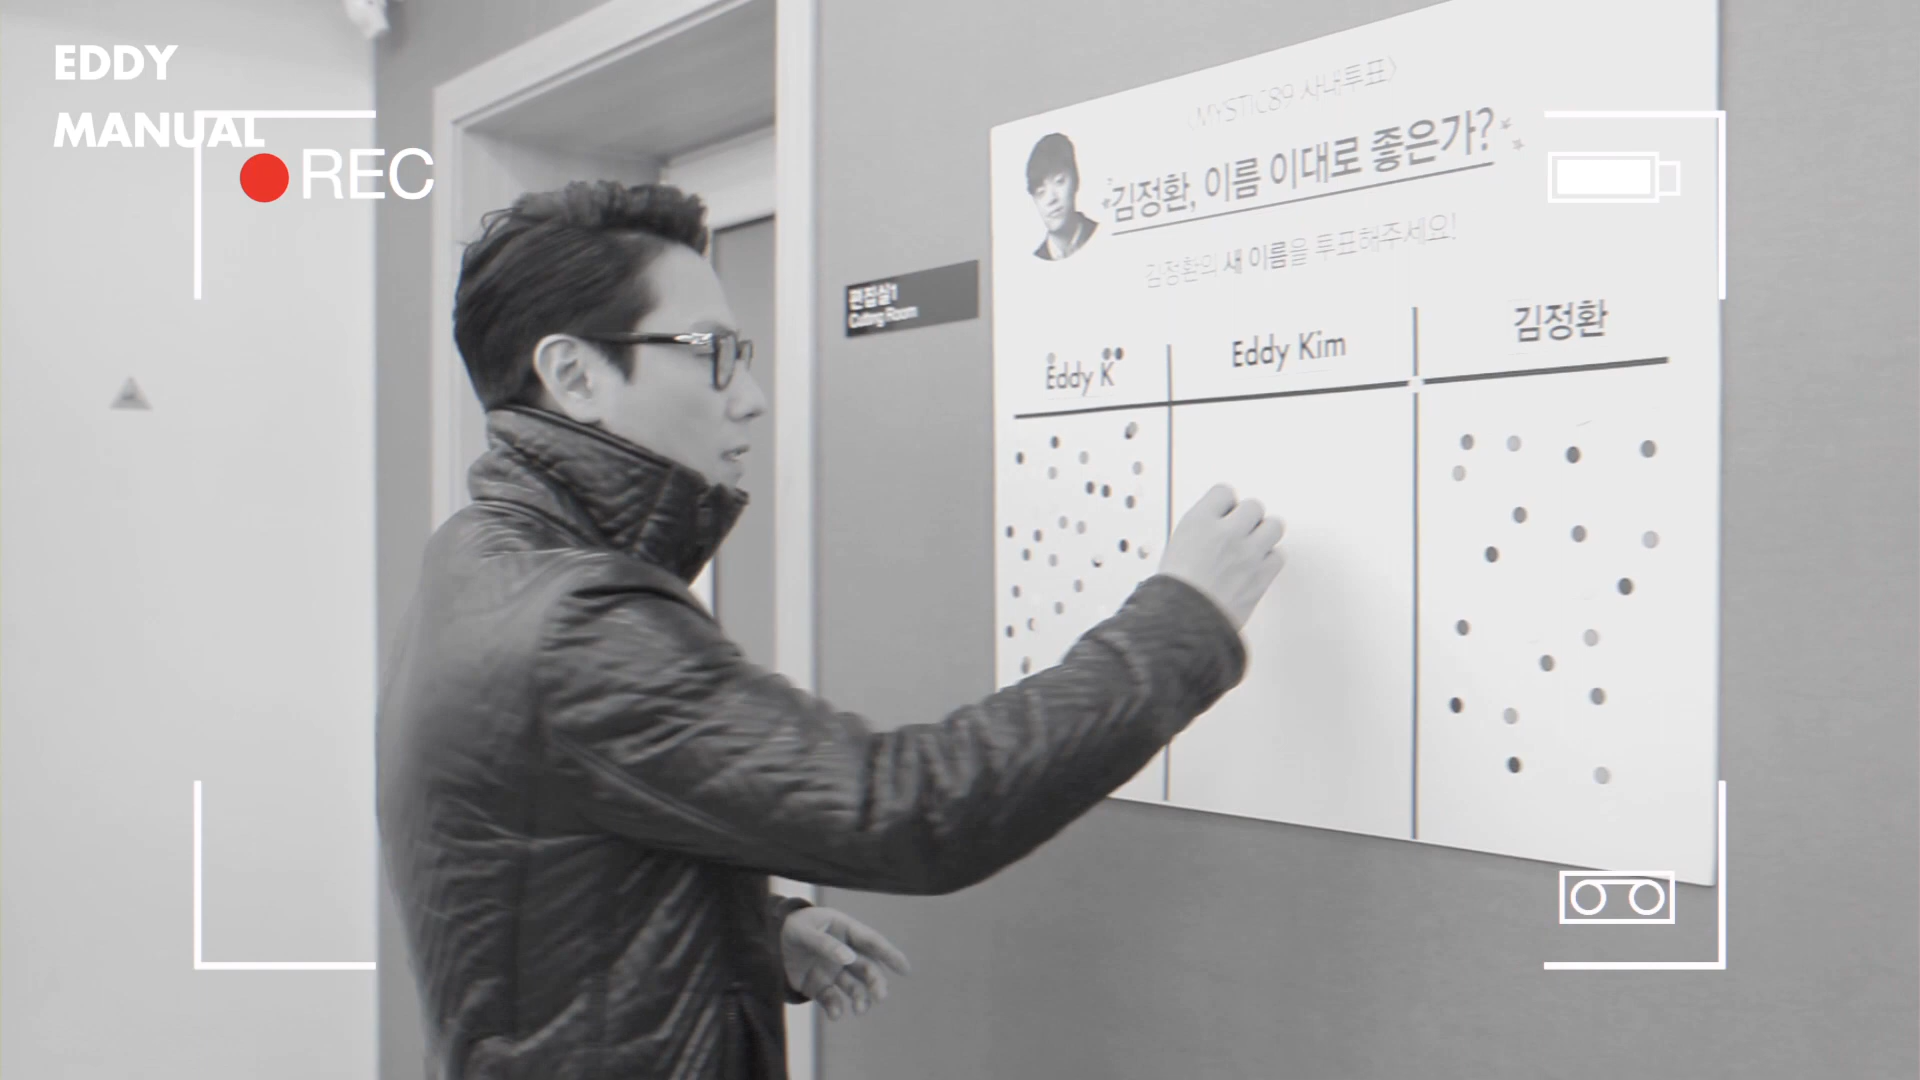 EDDY
MANUAL
REC
<MYSTIC89 사내투표>
김정환, 이름 이대로 좋은가?
김정환의 새 이름을 투표해주세요!
편집실1
Cutting Room
Eddy K
Eddy Kim
김정환